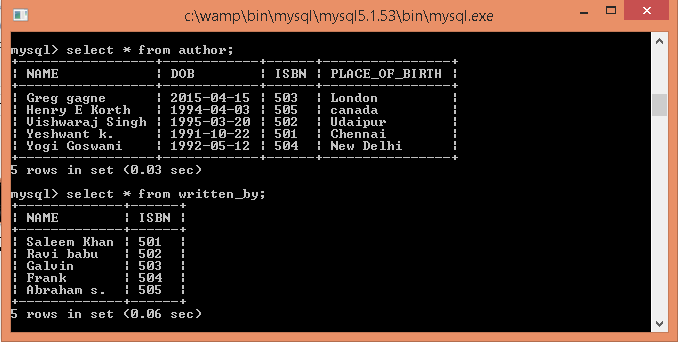 c:\wamp\bin\mysql\mysql5.1.53\bin\mysql.exe
mysql> select * from author;
+------------------+------------+------+----------------+
| NAME             | DOB        | ISBN | PLACE_OF_BIRTH |
+------------------+------------+------+----------------+
| Greg gagne       | 2015-04-15 | 503  | London         |
| Henry E Korth    | 1994-04-03 | 505  | canada         |
| Vishwaraj Singh  | 1995-03-20 | 502  | Udaipur        |
| Yeshwant k.      | 1991-10-22 | 501  | Chennai        |
| Yogi Goswami     | 1992-05-12 | 504  | New Delhi      |
+------------------+------------+------+----------------+
5 rows in set (0.03 sec)
mysql> select * from written_by;
+-------------+------+
| NAME        | ISBN |
+-------------+------+
| Saleem Khan | 501  |
| Ravi babu   | 502  |
| Galvin      | 503  |
| Frank       | 504  |
| Abraham s.  | 505  |
+-------------+------+
5 rows in set (0.06 sec)